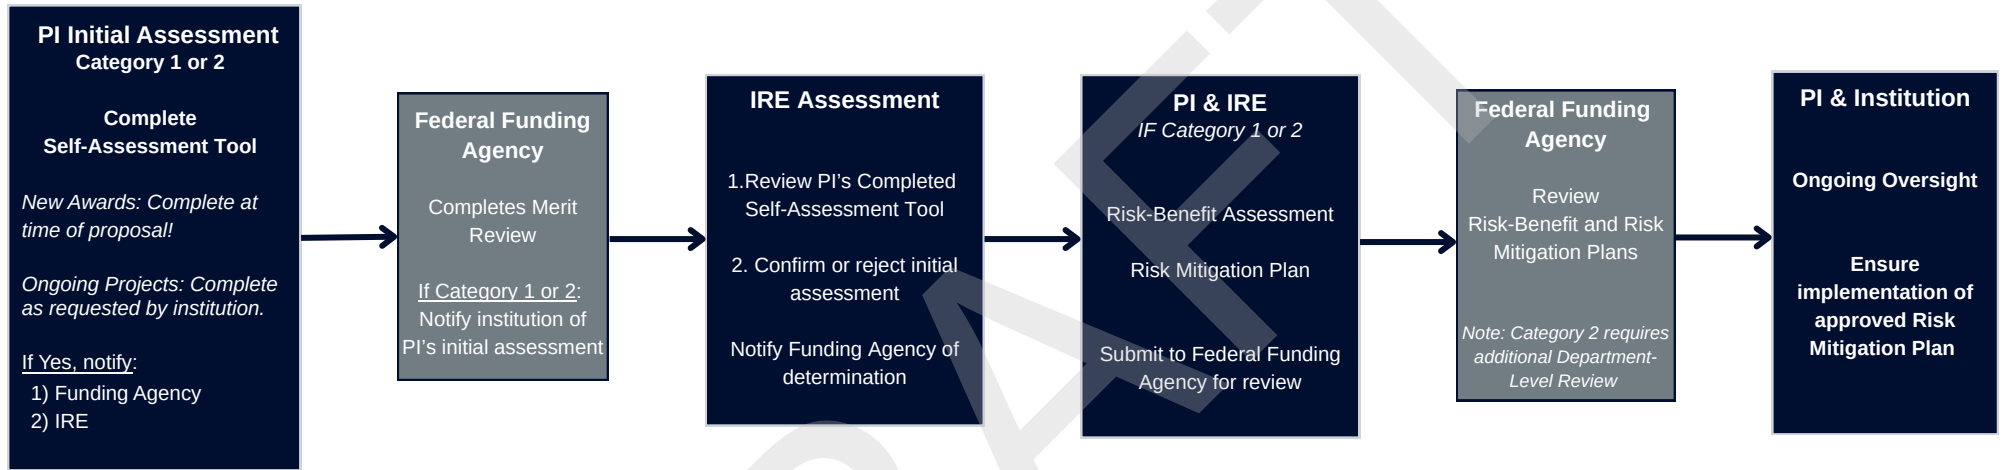 PI Initial Assessment
Category 1 or 2
Complete
Self-Assessment Tool
New Awards: Complete at
time of proposal!
Ongoing Projects: Complete
as requested by institution.
If Yes, notify:
1) Funding Agency
2) IRE
Federal Funding
Agency
Completes Merit
Review
If Category 1 or 2:
Notify institution of
PI's initial assessment
IRE Assessment
1.Review PI's Completed
Self-Assessment Tool
2. Confirm or reject initial
assessment
Notify Funding Agency of
determination
PI & IRE
IF Category 1 or 2
Risk-Benefit Assessment
Risk Mitigation Plan
Submit to Federal Funding
Agency for review
Federal Funding
Agency
Review
Risk-Benefit and Risk
Mitigation Plans
Note: Category 2 requires
additional Department-
Level Review
PI & Institution
Ongoing Oversight
Ensure
implementation of
approved Risk
Mitigation Plan
DRAFT